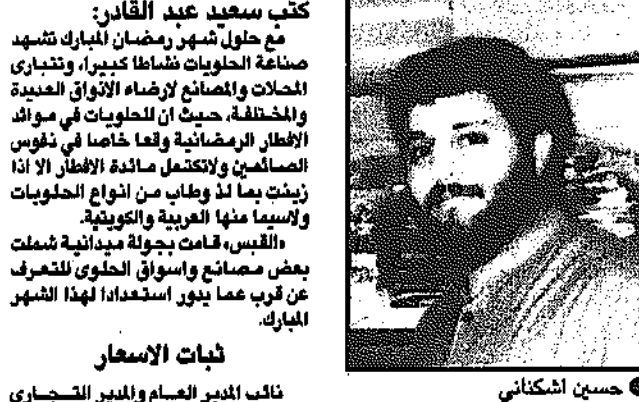 كتب سعيد عبد القادر:
مع حلول شهر رمضان المبارك تشهد
صناعة الحلويات نشاطا كبيرا، وتتبارى
المحلات والمصانع لارضاء الاذواق العديدة
والمختلفة، حيث ان للحلويات في موائد
الافطار الرمضانية وقعا خاصا في نفوس
الصائمين ولاتكتمل مائدة الافطار الا اذا
زينت بما لذ وطاب من انواع الحلويات
ولاسيما منها العربية والكويتية.
«القبس» قامت بجولة ميدانية شملت
بعض مصانع واسواق الحلوى للتعرف
عن قرب عما يدور استعدادا لهذا الشهر
المبارك.
ثبات الاسعار
نائب المدير العام والمدير التجاري
حسين اشكناني